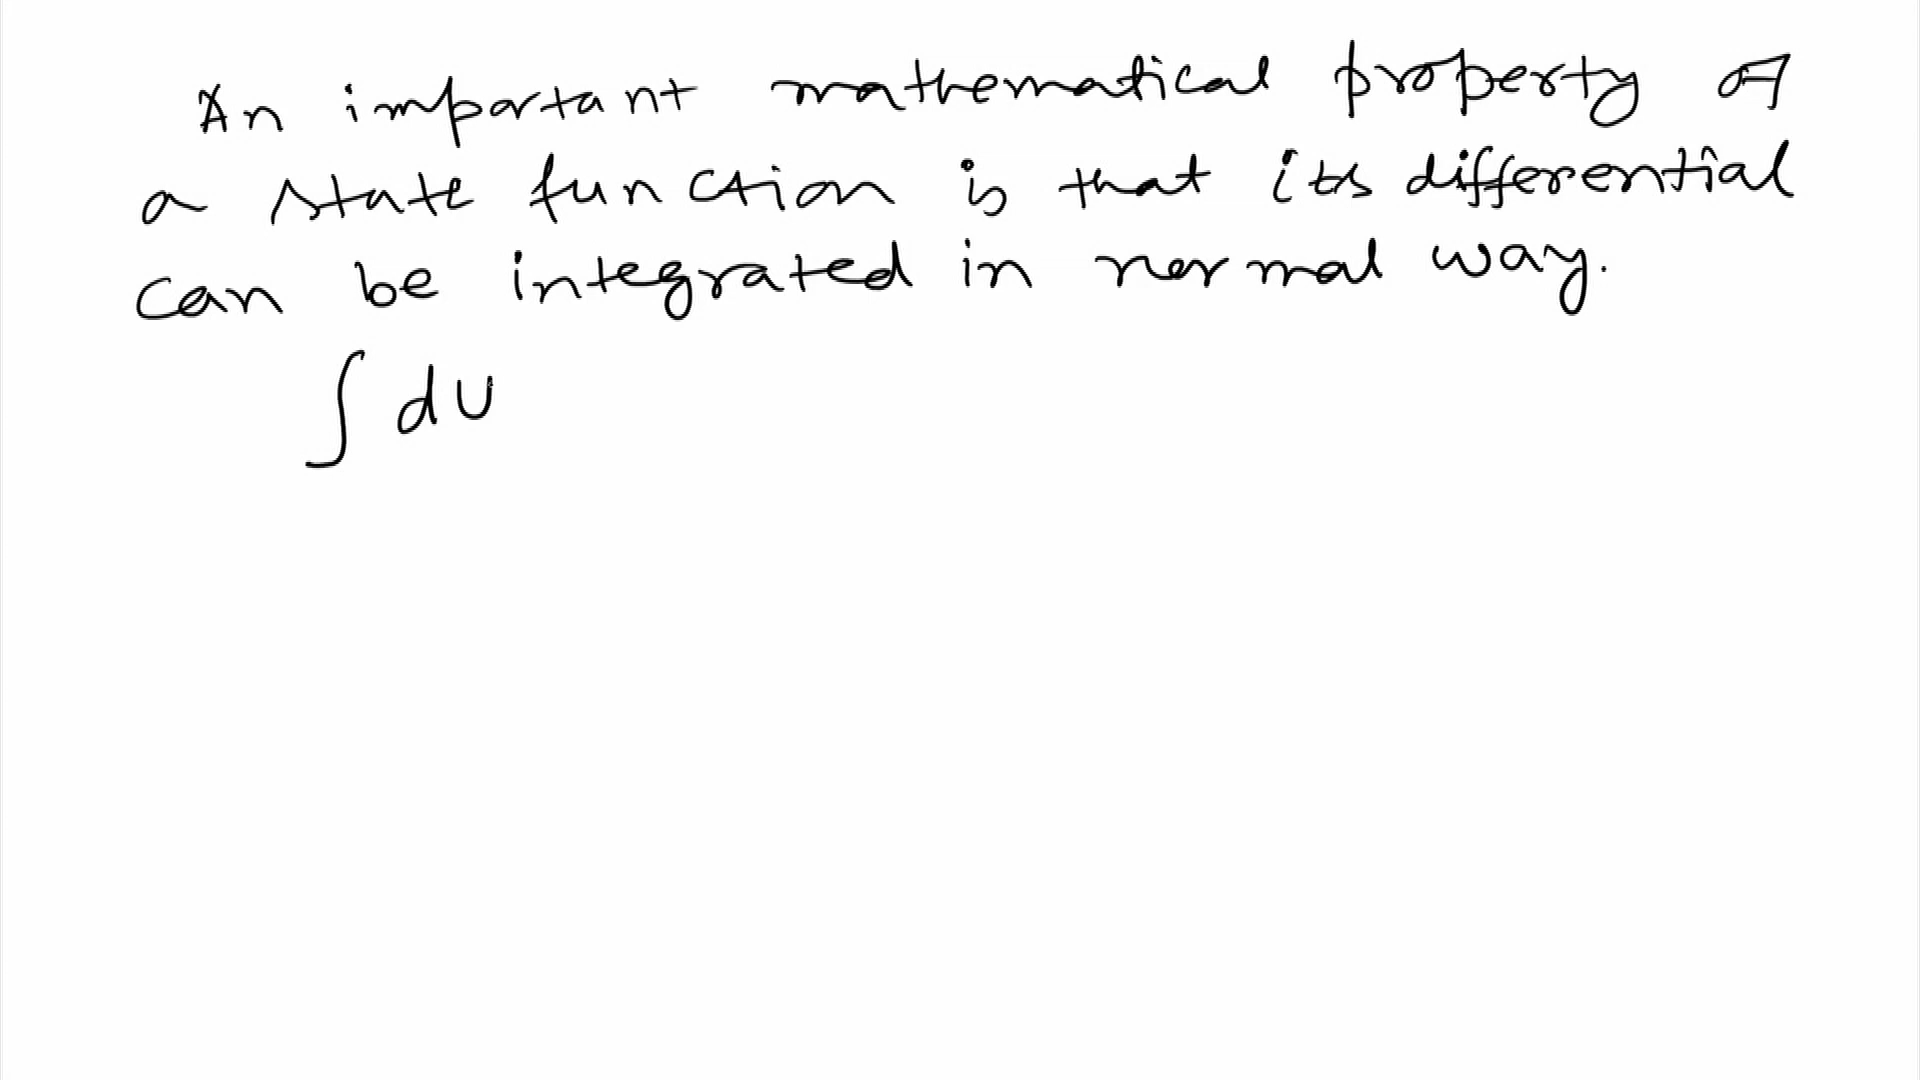 An important mathematical property of
a state function is that its differential
can be integrated in normal way.
∫ dU